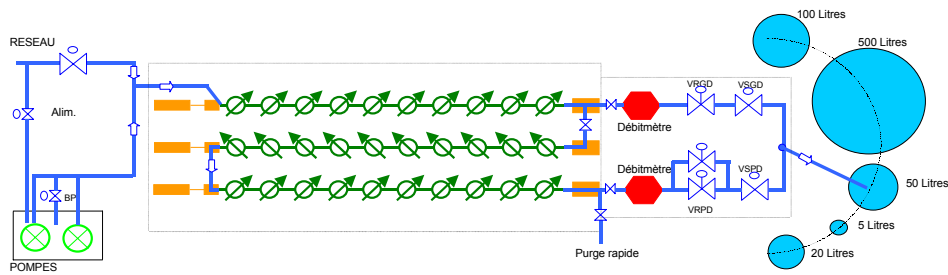 100 Litres
RESEAU
500 Litres
VRGD
VSGD
Alim.
Débitmètre
Débitmètre
VSPD
50 Litres
BP
VRPD
5 Litres
Purge rapide
20 Litres
POMPES